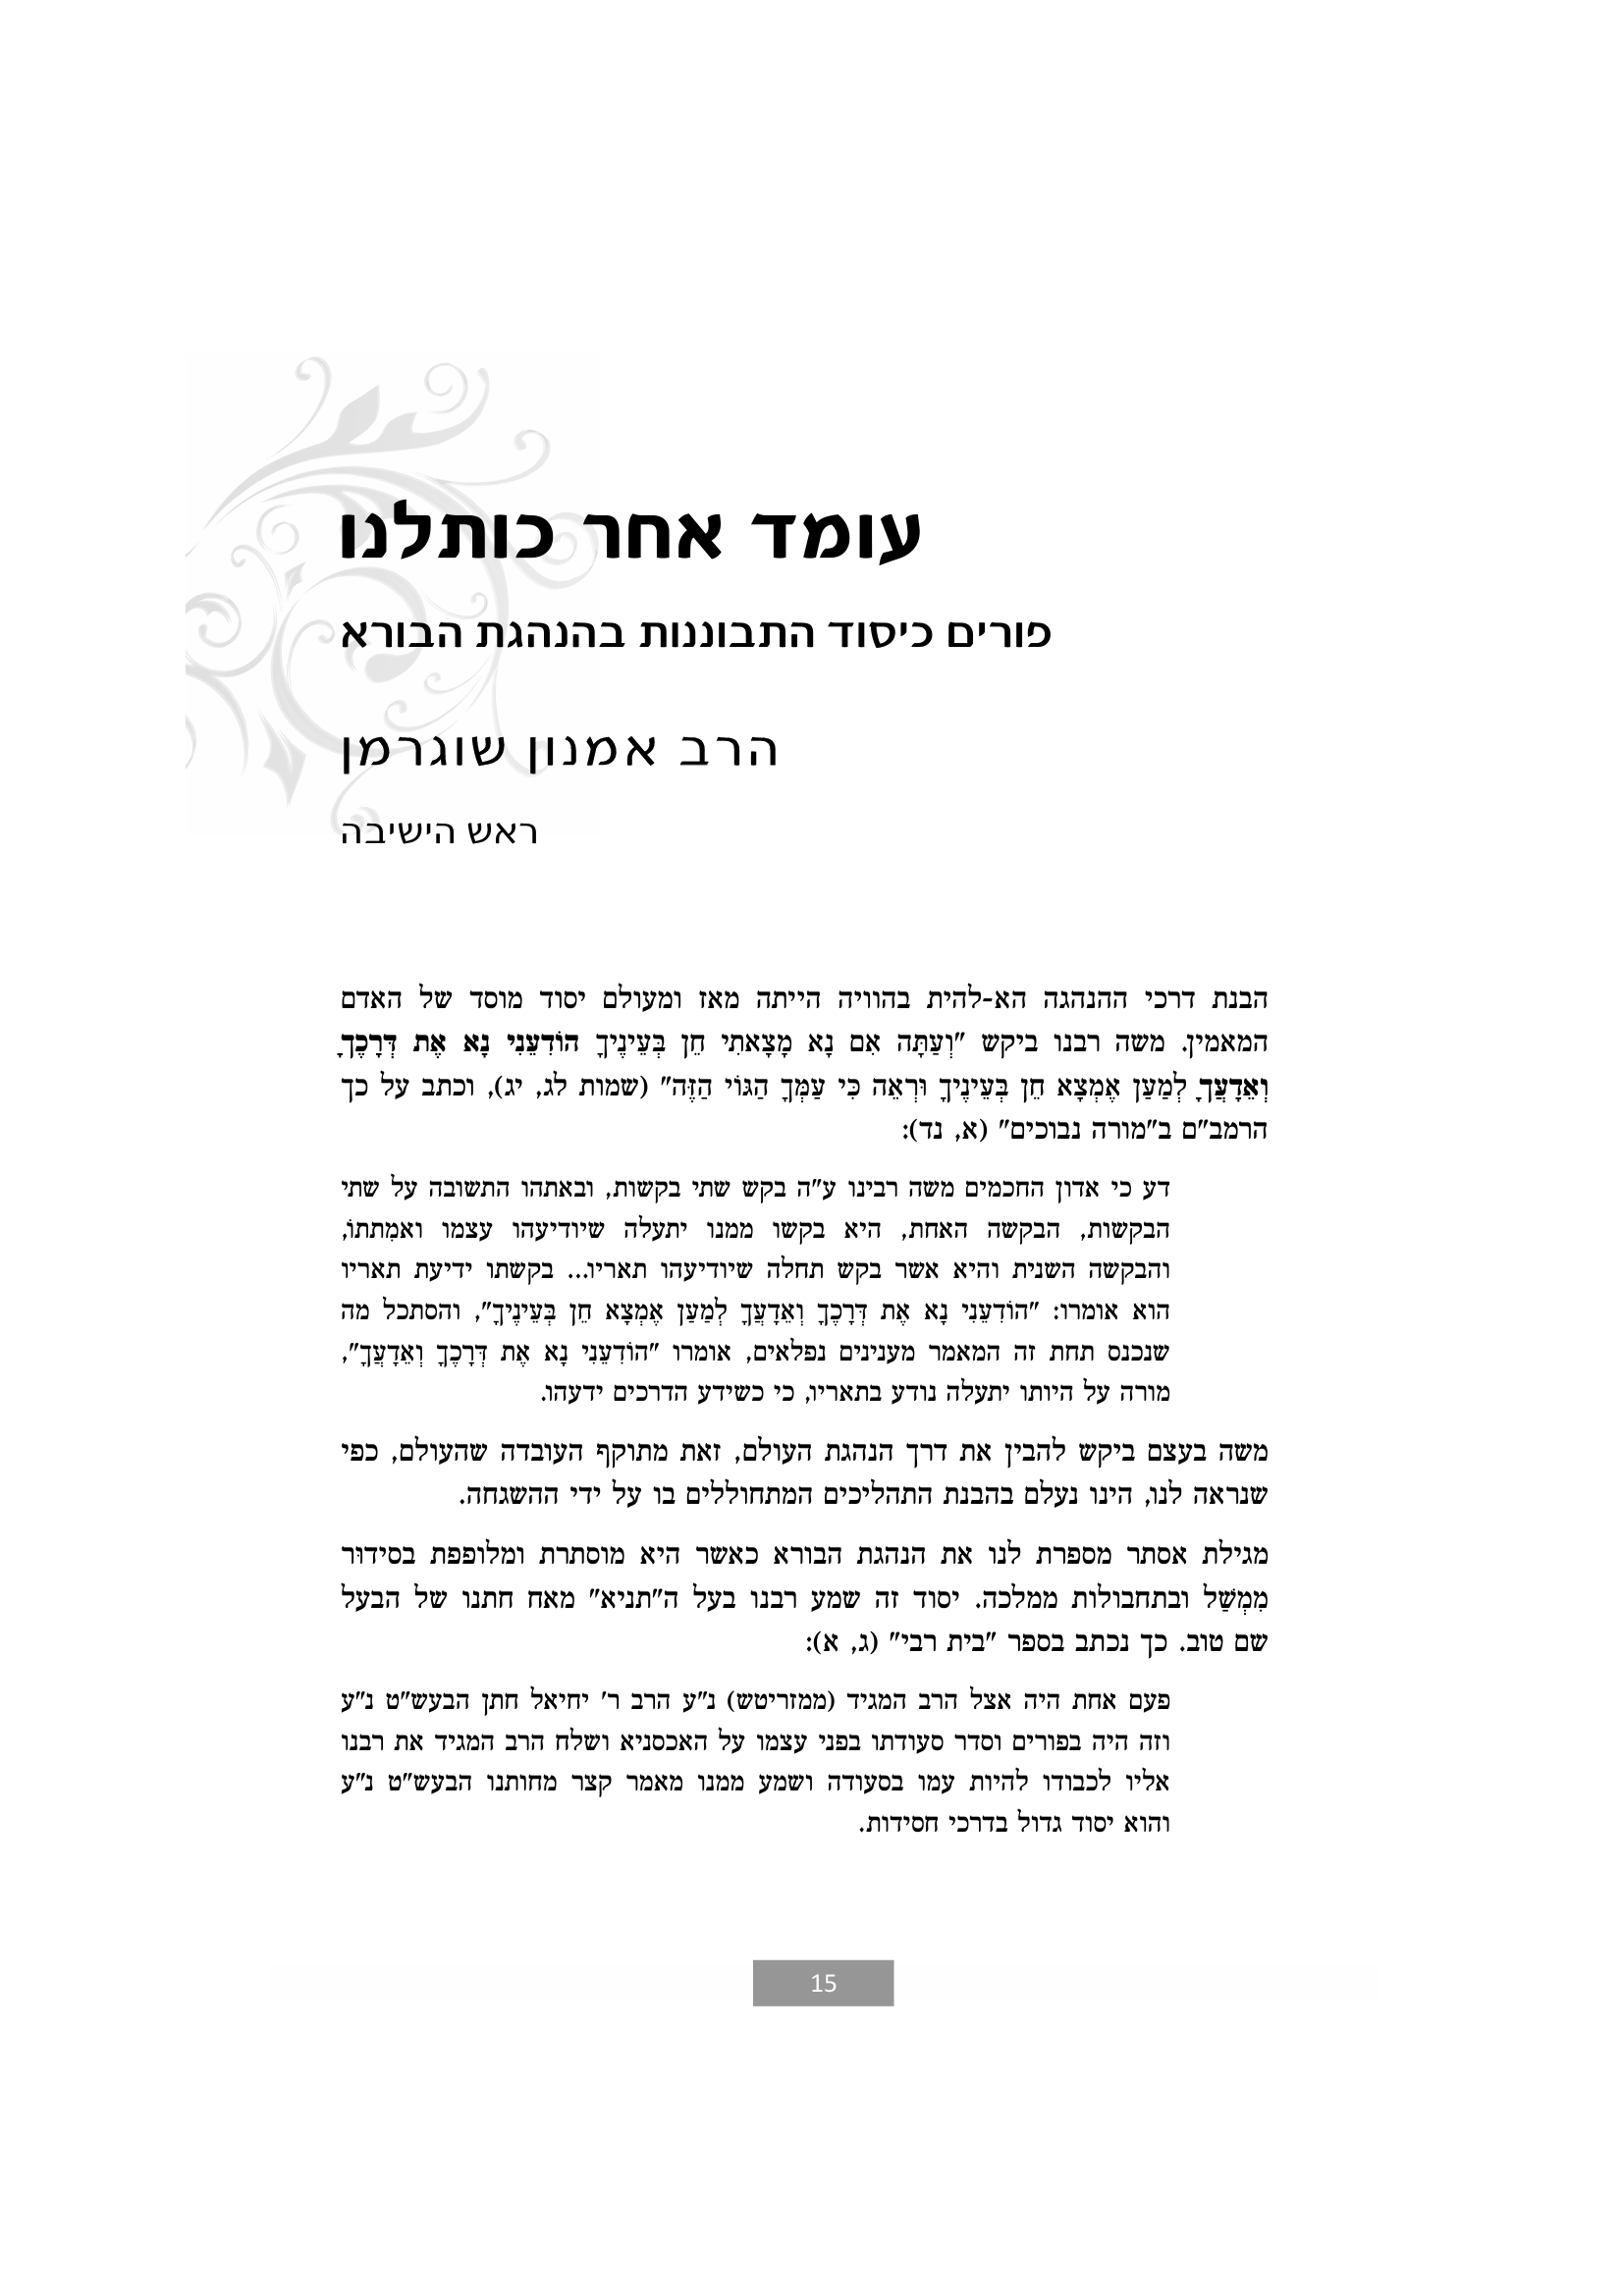 עומד אחר כותלנו
פורים כיסוד התבוננות בהנהגת הבורא
הרב אמנון שוגרמן
ראש הישיבה
הבנת דרכי ההנהגה הא-להית בהוויה הייתה מאז ומעולם יסוד מוסד של האדם
המאמין. משה רבנו ביקש "וְעַתָּה אִם נָא מָצָאתִי חֵן בְּעֵינֶיךָ הוֹדִעֵנִי נָא אֶת דְּרָכֶךָ
וְאֵדָעֲךָ לְמַעַן אֶמְצָא חֵן בְּעֵינֶיךָ וּרְאֵה כִּי עַמְּךָ הַגּוֹי הַזֶּה" (שמות לג, יג), וכתב על כך
הרמב"ם ב"מורה נבוכים" (א, נד):
דע כי אדון החכמים משה רבינו ע"ה בקש שתי בקשות, ובאתהו התשובה על שתי
הבקשות, הבקשה האחת, היא בקשו ממנו יתעלה שיודיעהו עצמו ואמִתתוֹ,
והבקשה השנית והיא אשר בקש תחלה שיודיעהו תאריו... בקשתו ידיעת תאריו
הוא אומרו: "הוֹדִעֵנִי נָא אֶת דְּרָכֶךָ וְאֵדָעֲךָ לְמַעַן אֶמְצָא חֵן בְּעֵינֶיךָ", והסתכל מה
שנכנס תחת זה המאמר מענינים נפלאים, אומרו "הוֹדִעֵנִי נָא אֶת דְּרָכֶךָ וְאֵדָעֲךָ",
מורה על היותו יתעלה נודע בתאריו, כי כשידע הדרכים ידעהו.
משה בעצם ביקש להבין את דרך הנהגת העולם, זאת מתוקף העובדה שהעולם, כפי
שנראה לנו, הינו נעלם בהבנת התהליכים המתחוללים בו על ידי ההשגחה.
מגילת אסתר מספרת לנו את הנהגת הבורא כאשר היא מוסתרת ומלופפת בסידור
מִמְשַׁל ובתחבולות ממלכה. יסוד זה שמע רבנו בעל ה"תניא" מאח חתנו של הבעל
שם טוב. כך נכתב בספר "בית רבי" (ג, א):
פעם אחת היה אצל הרב המגיד (ממזריטש) נ"ע הרב ר' יחיאל חתן הבעש"ט נ"ע
וזה היה בפורים וסדר סעודתו בפני עצמו על האכסניא ושלח הרב המגיד את רבנו
אליו לכבודו להיות עמו בסעודה ושמע ממנו מאמר קצר מחותנו הבעש"ט נ"ע
והוא יסוד גדול בדרכי חסידות.
15